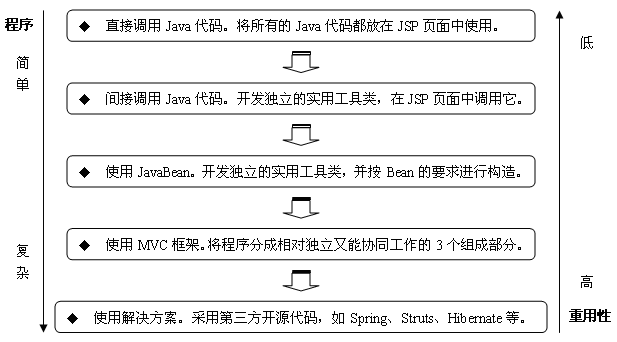 程序
◆ 直接调用 Java 代码。将所有的 Java 代码都放在 JSP 页面中使用。
低
简单
◆ 间接调用 Java 代码。开发独立的实用工具类，在 JSP 页面中调用它。
◆ 使用 JavaBean。开发独立的实用工具类，并按 Bean 的要求进行构造。
◆ 使用 MVC 框架。将程序分成相对独立又能协同工作的 3 个组成部分。
复杂
高
◆ 使用解决方案。采用第三方开源代码，如 Spring、Struts、Hibernate 等。
重用性